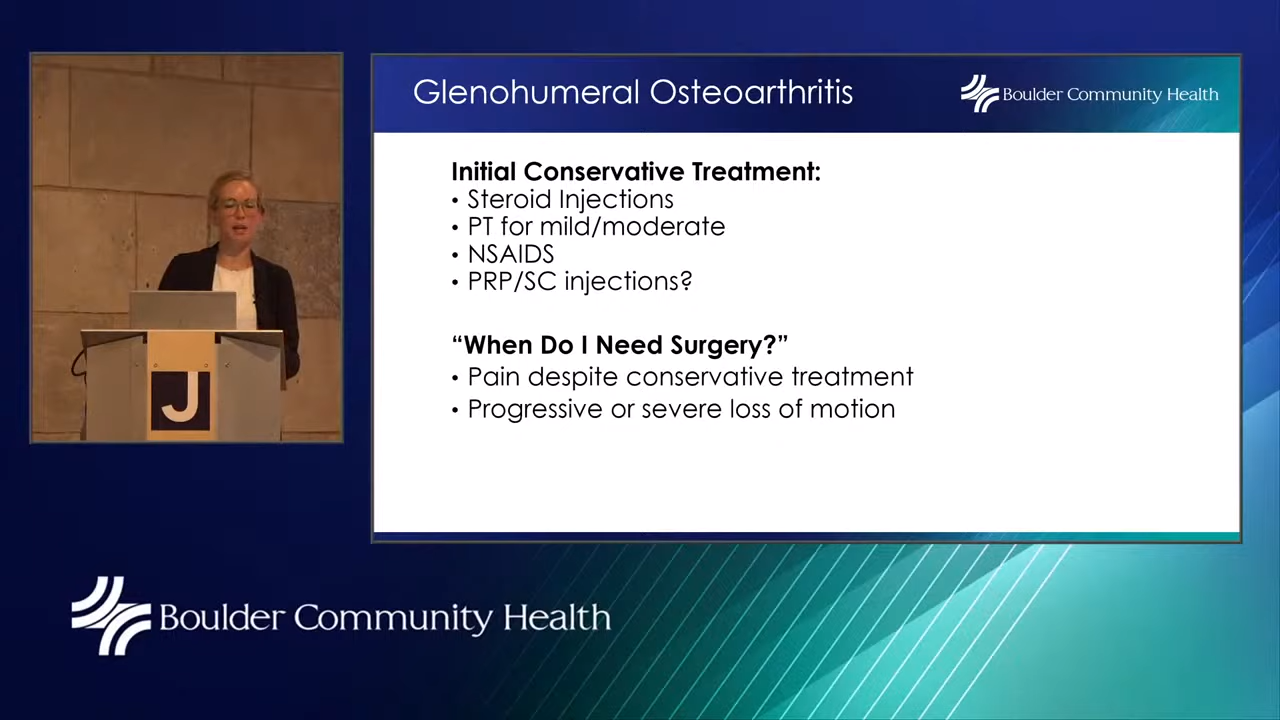 Glenohumeral Osteoarthritis
Boulder Community Health
Initial Conservative Treatment:
• Steroid Injections
• PT for mild/moderate
• NSAIDS
• PRP/SC injections?
“When Do I Need Surgery?”
• Pain despite conservative treatment
• Progressive or severe loss of motion
J
Boulder Community Health